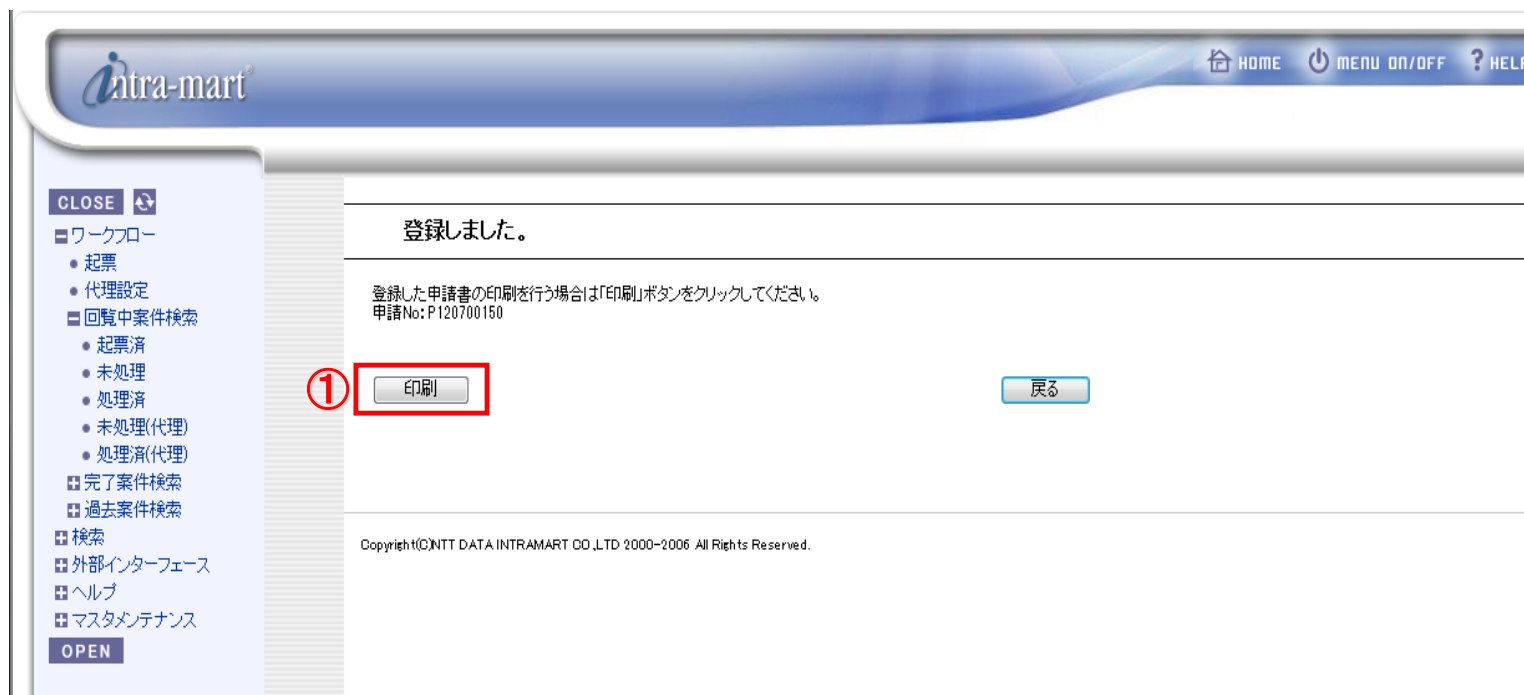 intra-mart®
HOME MENU ON/OFF ? HELP
CLOSE
ワークフロー
起票
代理設定
回覧中案件検索
起票済
未処理
処理済
未処理(代理)
処理済(代理)
完了案件検索
過去案件検索
検索
外部インターフェース
ヘルプ
マスタメンテナンス
OPEN
登録しました。
登録した申請書の印刷を行う場合は「印刷」ボタンをクリックしてください。
申請No:P120700150
① 印刷 戻る
Copyright(C)NTT DATA INTRAMART CO.,LTD 2000-2006 All Rights Reserved.